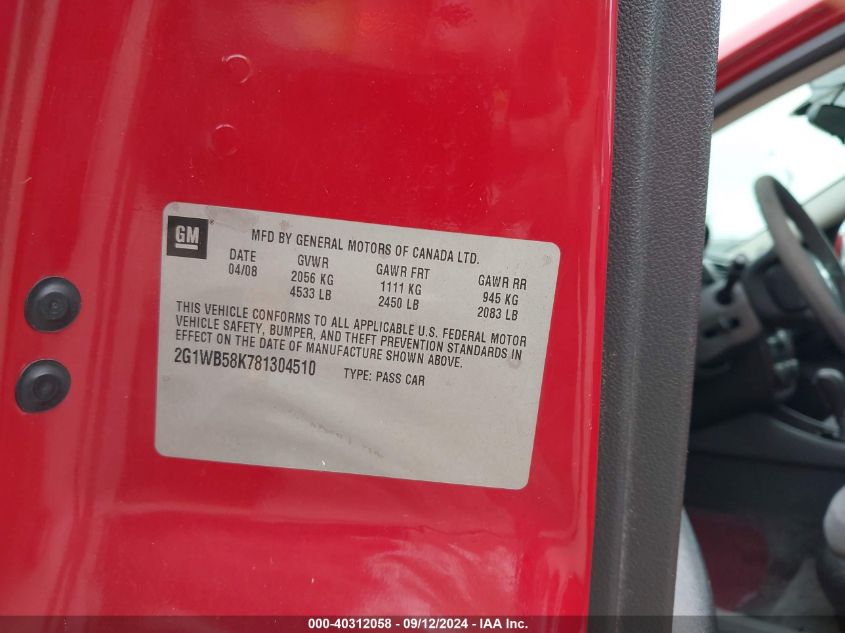 GM ®
MFD BY GENERAL MOTORS OF CANADA LTD.
DATE GVWR GAWR FRT GAWR RR
04/08 2056 KG 1111 KG 945 KG
4533 LB 2450 LB 2083 LB
THIS VEHICLE CONFORMS TO ALL APPLICABLE U.S. FEDERAL MOTOR
VEHICLE SAFETY, BUMPER, AND THEFT PREVENTION STANDARDS IN
EFFECT ON THE DATE OF MANUFACTURE SHOWN ABOVE.
2G1WB58K781304510 TYPE: PASS CAR
000-40312058 - 09/12/2024 - IAA Inc.